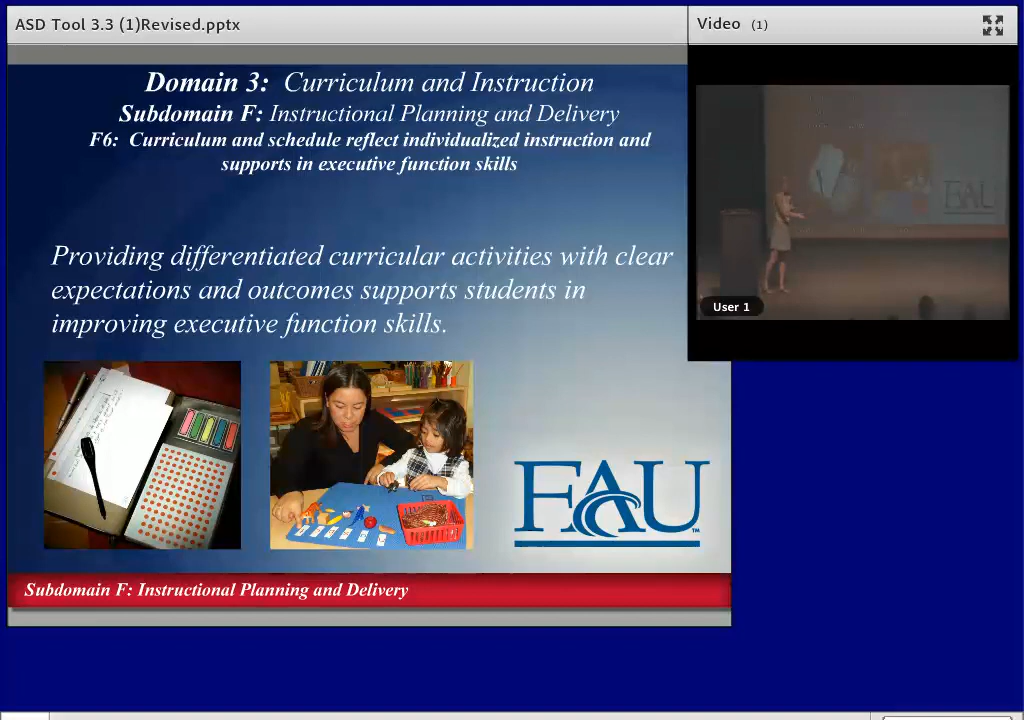 ASD Tool 3.3 (1)Revised.pptx
Video (1)
Domain 3: Curriculum and Instruction
Subdomain F: Instructional Planning and Delivery
F6: Curriculum and schedule reflect individualized instruction and
supports in executive function skills
Providing differentiated curricular activities with clear
expectations and outcomes supports students in
improving executive function skills.
FAU
User 1
FAU™
Subdomain F: Instructional Planning and Delivery